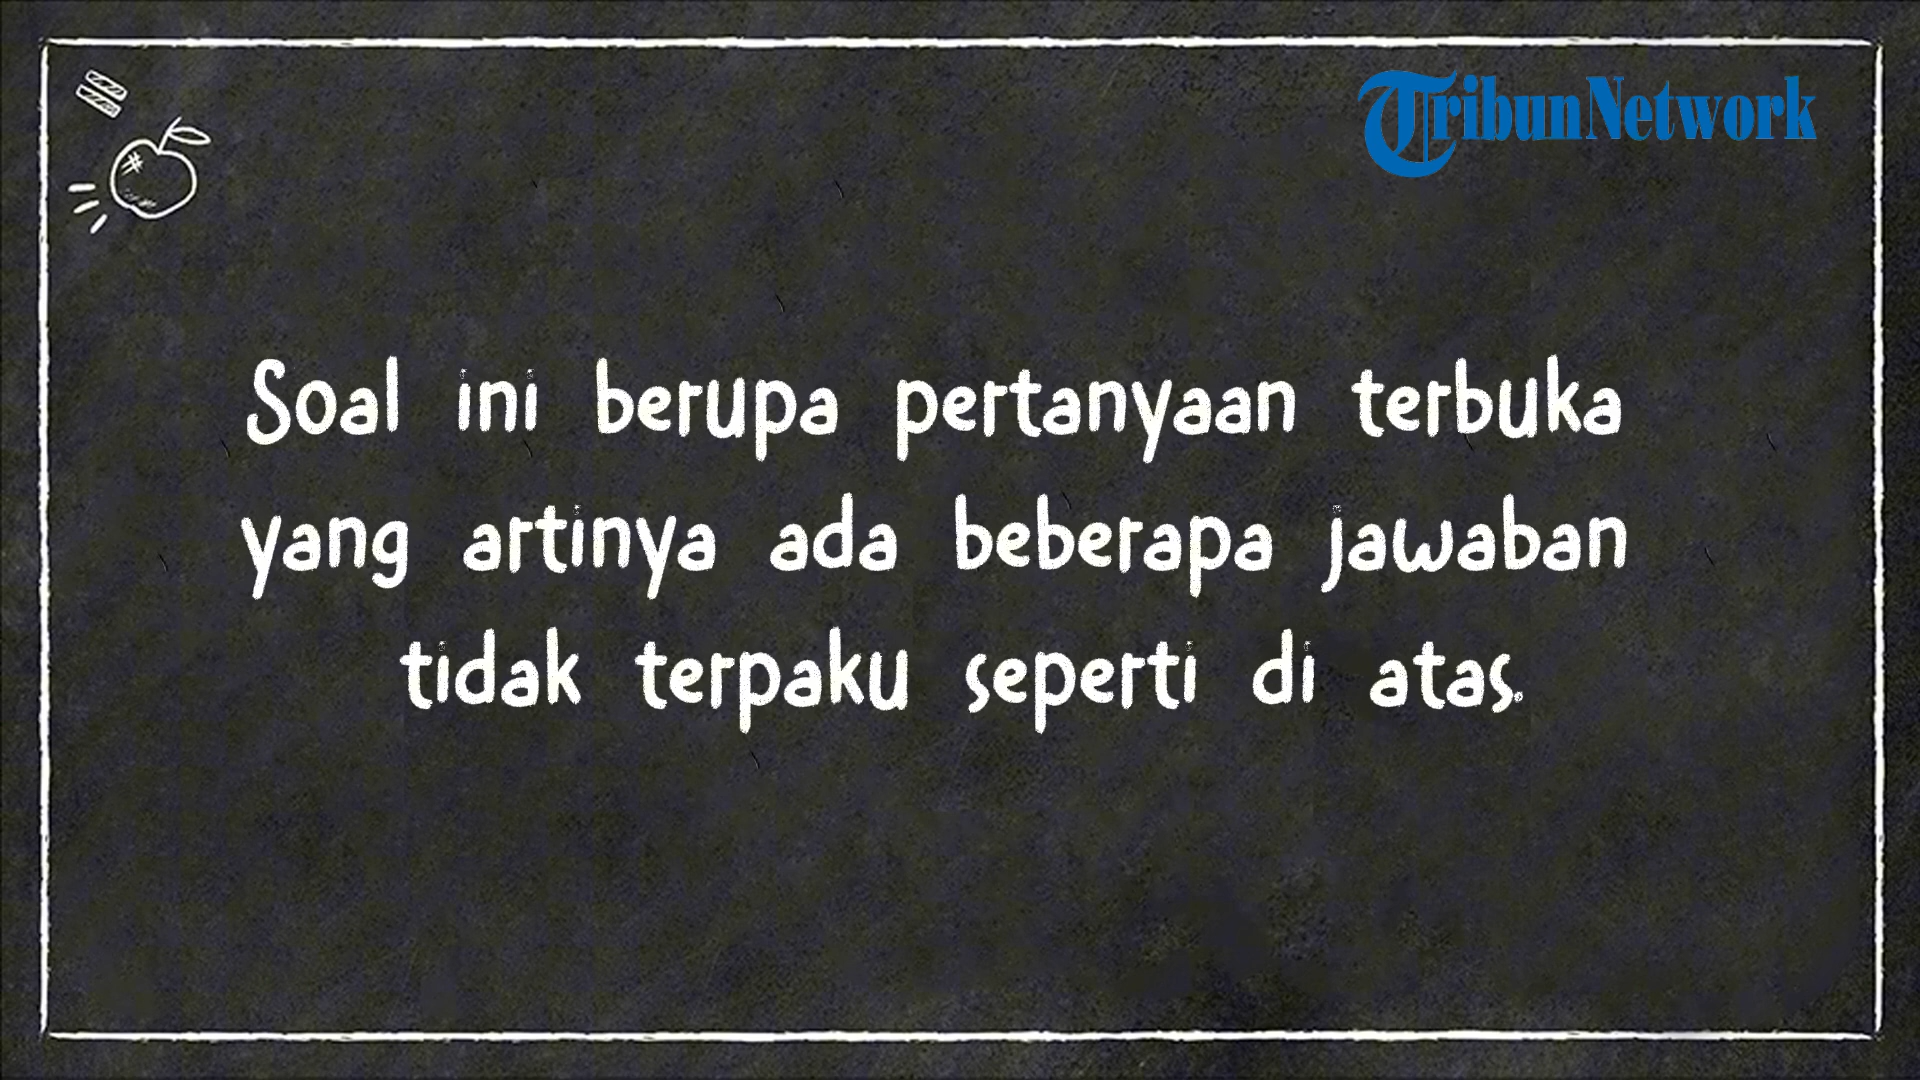 TribunNetwork
Soal ini berupa pertanyaan terbuka
yang artinya ada beberapa jawaban
tidak terpaku seperti di atas.